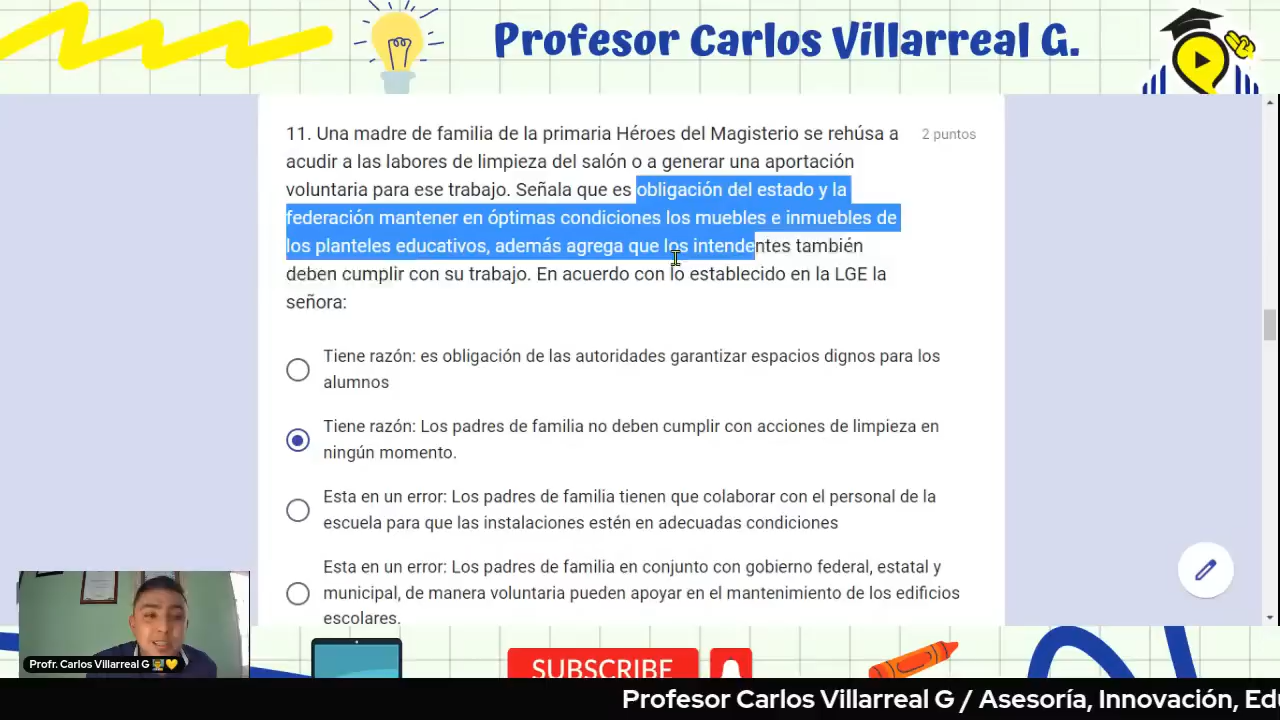 Profesor Carlos Villarreal G.
11. Una madre de familia de la primaria Héroes del Magisterio se rehúsa a
2 puntos
acudir a las labores de limpieza del salón o a generar una aportación
voluntaria para ese trabajo. Señala que es obligación del estado y la
federación mantener en óptimas condiciones los muebles e inmuebles de
los planteles educativos, además agrega que los intendentes también
deben cumplir con su trabajo. En acuerdo con lo establecido en la LGE la
señora:
Tiene razón: es obligación de las autoridades garantizar espacios dignos para los
alumnos
Tiene razón: Los padres de familia no deben cumplir con acciones de limpieza en
ningún momento.
Esta en un error: Los padres de familia tienen que colaborar con el personal de la
escuela para que las instalaciones estén en adecuadas condiciones
Esta en un error: Los padres de familia en conjunto con gobierno federal, estatal y
municipal, de manera voluntaria pueden apoyar en el mantenimiento de los edificios
escolares.
Profr. Carlos Villarreal G
SUBSCRIBE
Profesor Carlos Villarreal G / Asesoría, Innovación, Edu